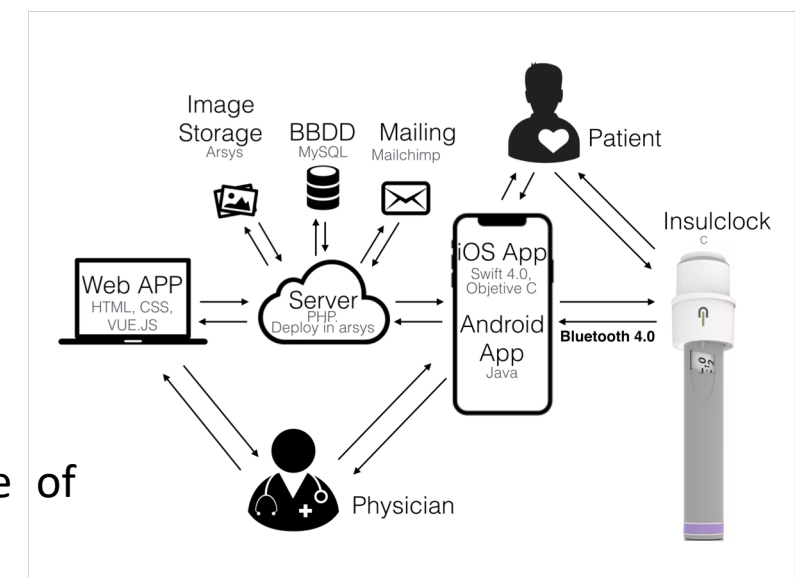 Image
Storage
Arsys
BBDD
MySQL
Mailing
Mailchimp
Patient
Insulclock
C
Web APP
HTML, CSS,
VUE.JS
Server
PHP.
Deploy in arsys
iOS App
Swift 4.0,
Objetive C
Android
App
Java
Bluetooth 4.0
Physician
e of